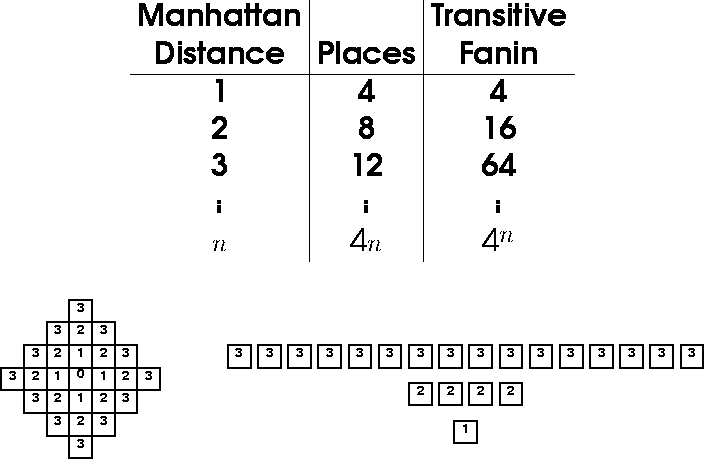 Manhattan Transitive
Distance Places Fanin
1 4 4
2 8 16
3 12 64
n 4n 4n
3
3 2 3
3 2 1 2 3
3 2 1 0 1 2 3
3 2 1 2 3
3 2 3
3
3 3 3 3 3 3 3 3 3 3 3 3 3 3 3 3
2 2 2 2
1